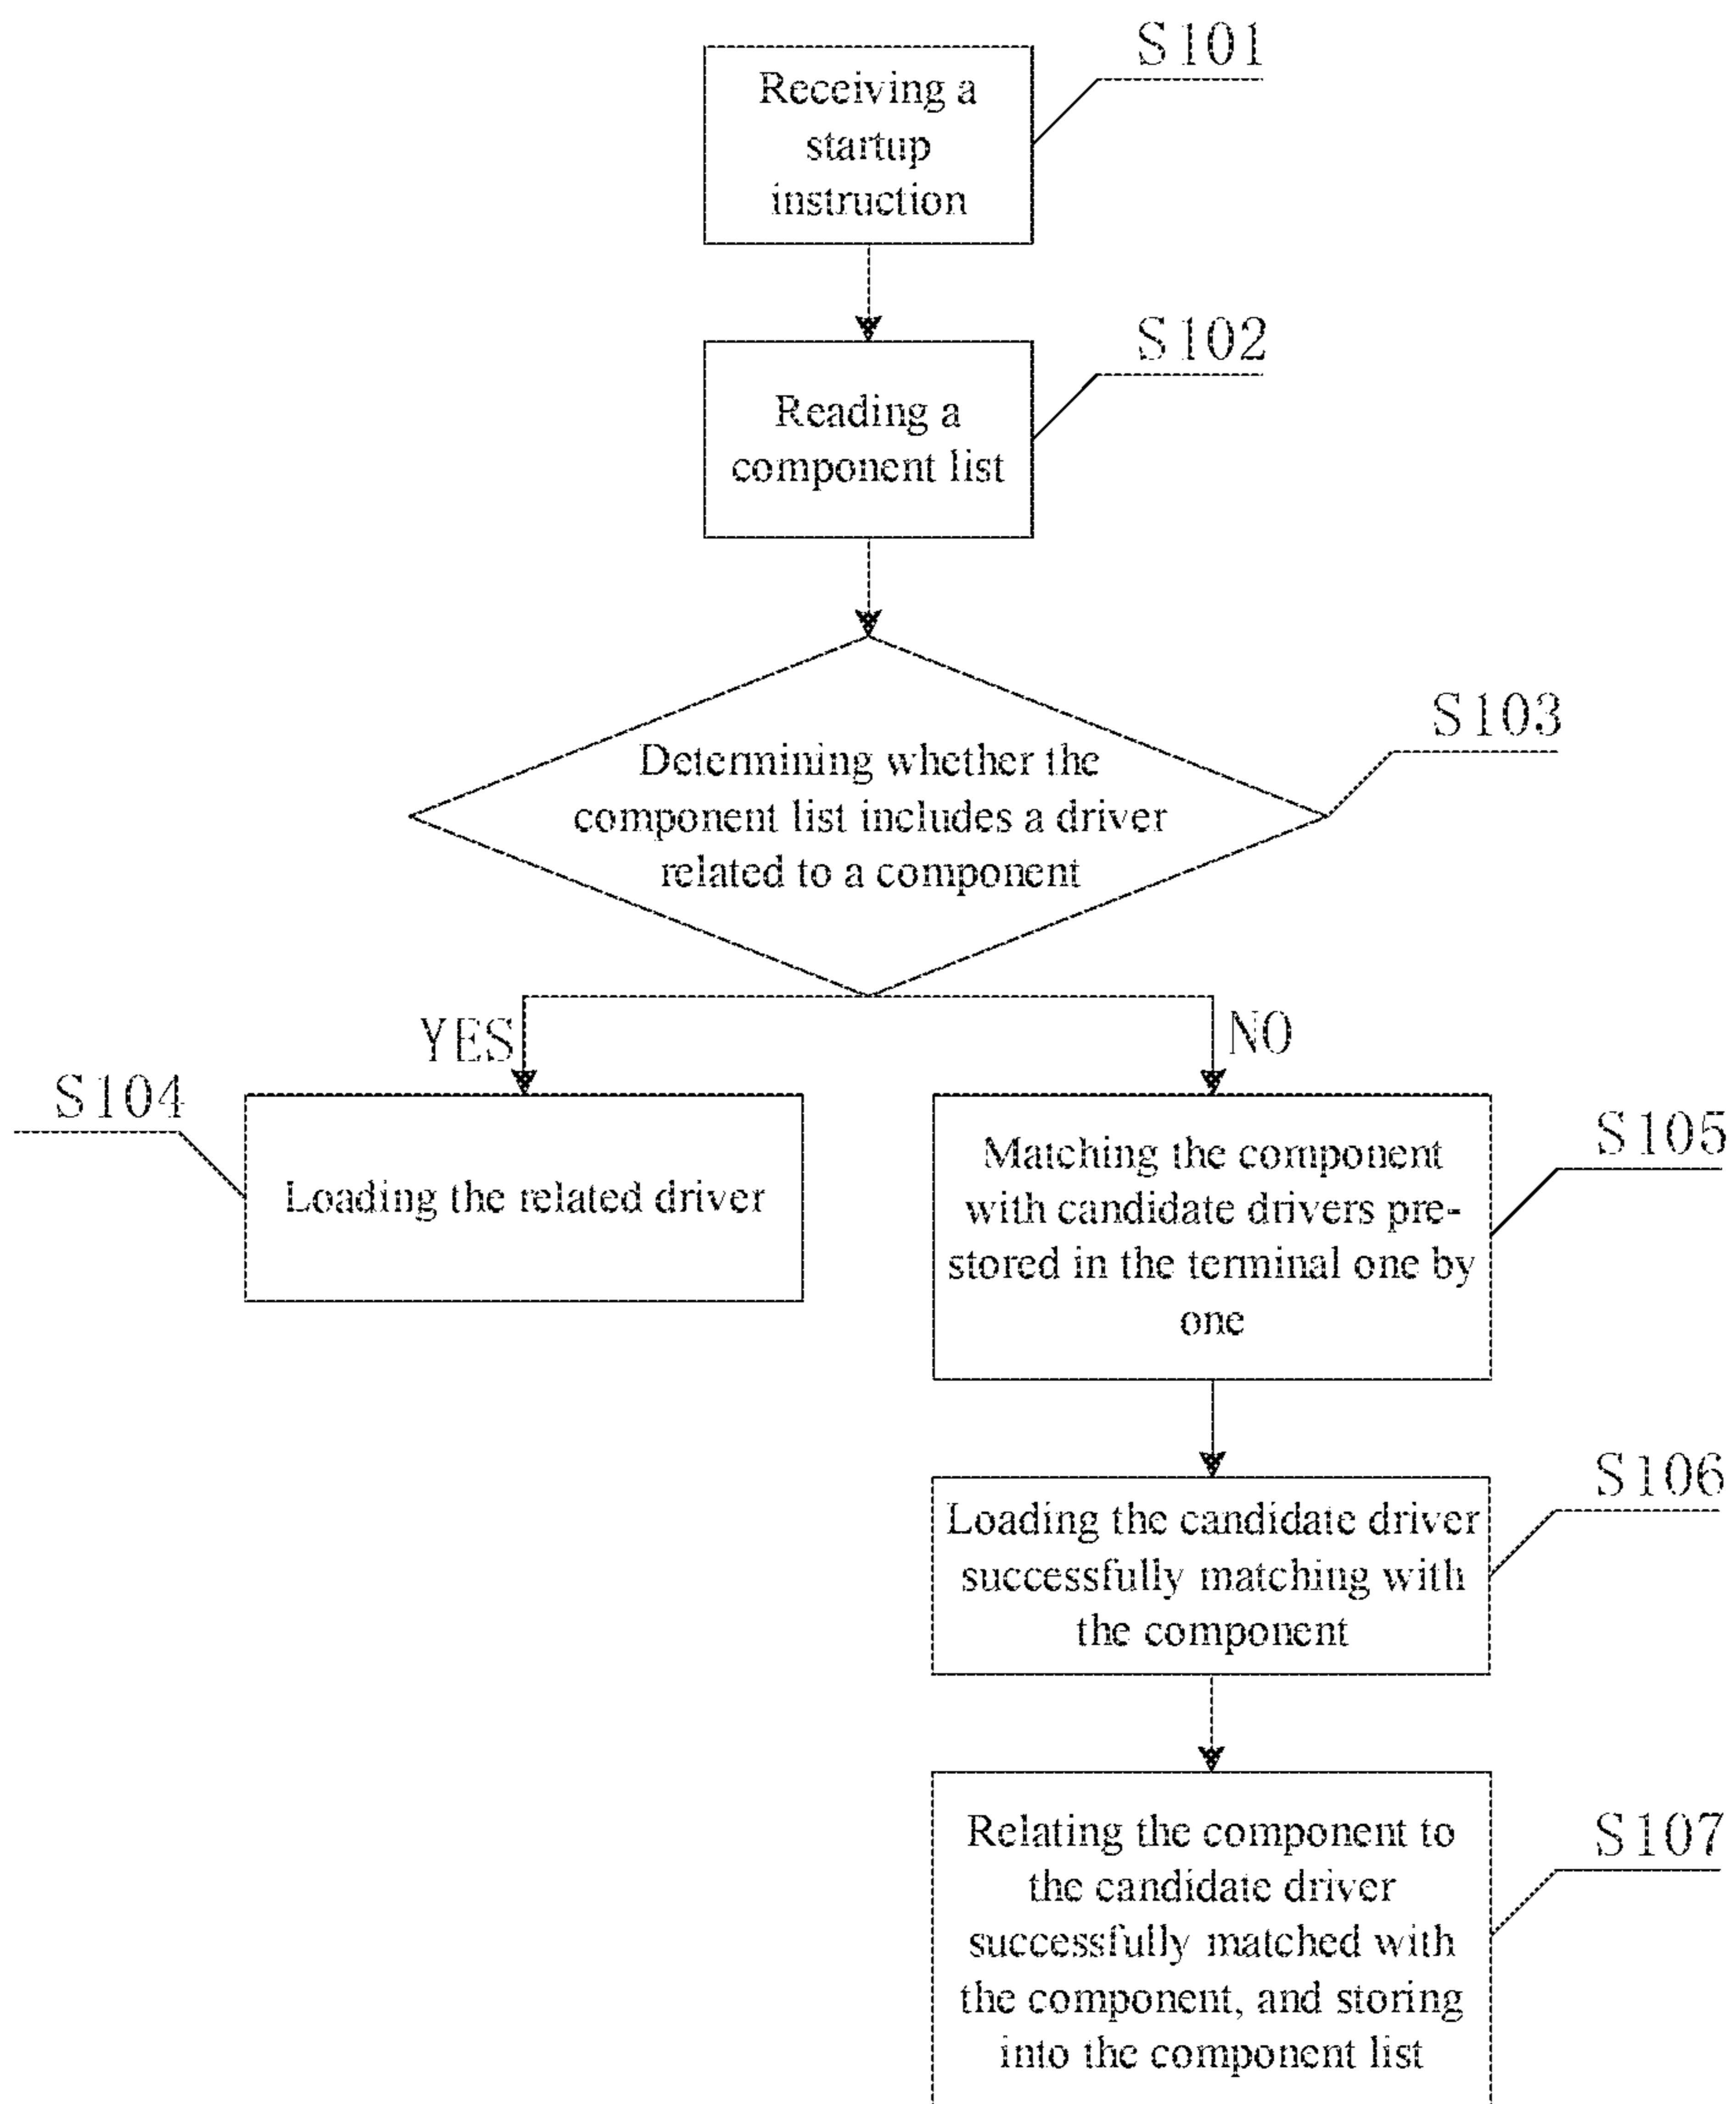 S101
Receiving a
startup
instruction
S102
Reading a
component list
S103
Determining whether the
component list includes a driver
related to a component
YES
NO
S104
Loading the related driver
S105
Matching the component
with candidate drivers pre-
stored in the terminal one by
one
S106
Loading the candidate driver
successfully matching with
the component
S107
Relating the component to
the candidate driver
successfully matched with
the component, and storing
into the component list